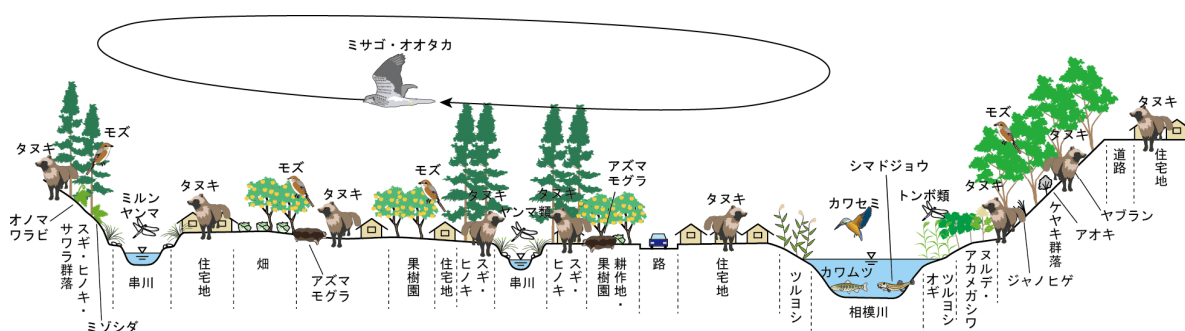 ミサゴ・オオタカ
タヌキ
モズ
オノマ
ワラビ
スギ・ヒノキ・
サワラ群落
ミゾシダ
ミルン
ヤンマ
串川
タヌキ
住宅地
畑
モズ
タヌキ
アズマ
モグラ
果樹園
モズ
住宅地
スギ・
ヒノキ
タヌキ
ヤンマ類
串川
タヌキ
スギ・
ヒノキ
アズマ
モグラ
耕作地・
果樹園
路
タヌキ
住宅地
ツルヨシ
カワセミ
シマドジョウ
カワムツ
相模川
トンボ類
オギ
ツルヨシ
タヌキ
ヌルデ・
アカメガシワ
モズ
ジャノヒゲ
タヌキ
ケヤキ群落
アオキ
ヤブラン
道路
タヌキ
住宅地